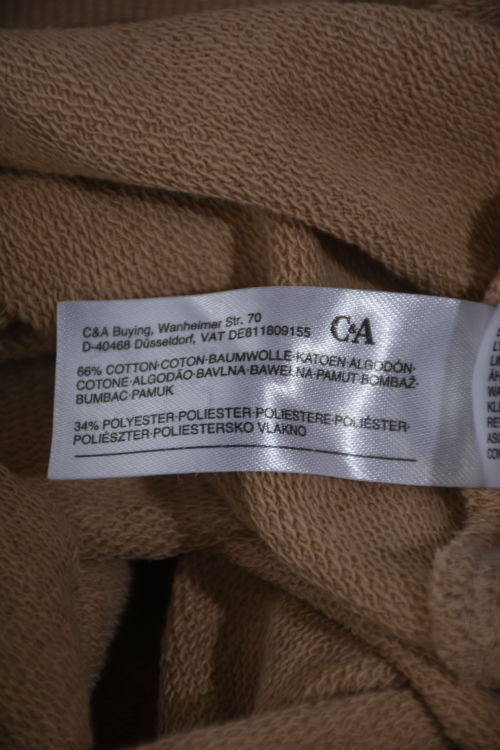 C&A Buying, Wanheimer Str. 70
D-40468 Düsseldorf, VAT DE811809155
C&A
66% COTTON·COTON·BAUMWOLLE·KATOEN·ALGODÓN·
COTONE·ALGODÃO·BAVLNA·BAWEŁNA·PAMUT·BOMBAŽ·
BUMBAC·PAMUK
34% POLYESTER·POLIESTER·POLIESTERE·POLIÉSTER·
POLIÉSZTER·POLIESTERSKO VLAKNO